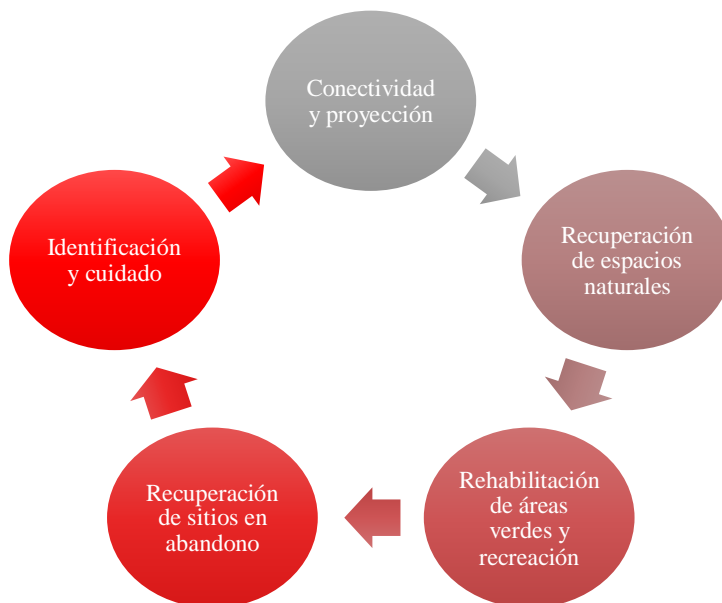 Conectividad
y proyección
Recuperación
de espacios
naturales
Rehabilitación
de áreas
verdes y
recreación
Recuperación
de sitios en
abandono
Identificación
y cuidado